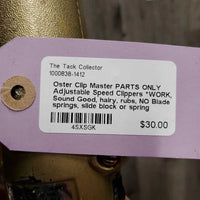 The Tack Collector
1000838-1412
Oster Clip Master PARTS ONLY
Adjustable Speed Clippers *WORK,
Sound Good, hairy, rubs, NO Blade
springs, slide block or spring
4SXSGK
$30.00